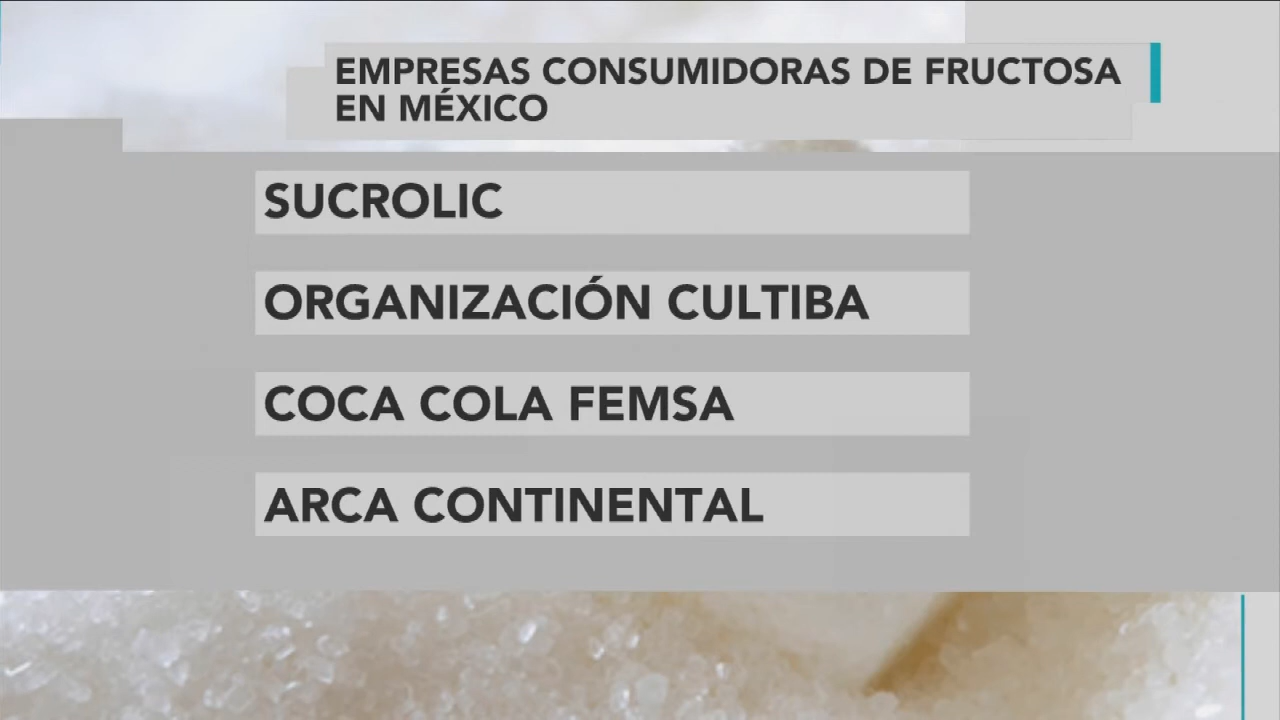 EMPRESAS CONSUMIDORAS DE FRUCTOSA
EN MÉXICO
SUCROLIC
ORGANIZACIÓN CULTIBA
COCA COLA FEMSA
ARCA CONTINENTAL